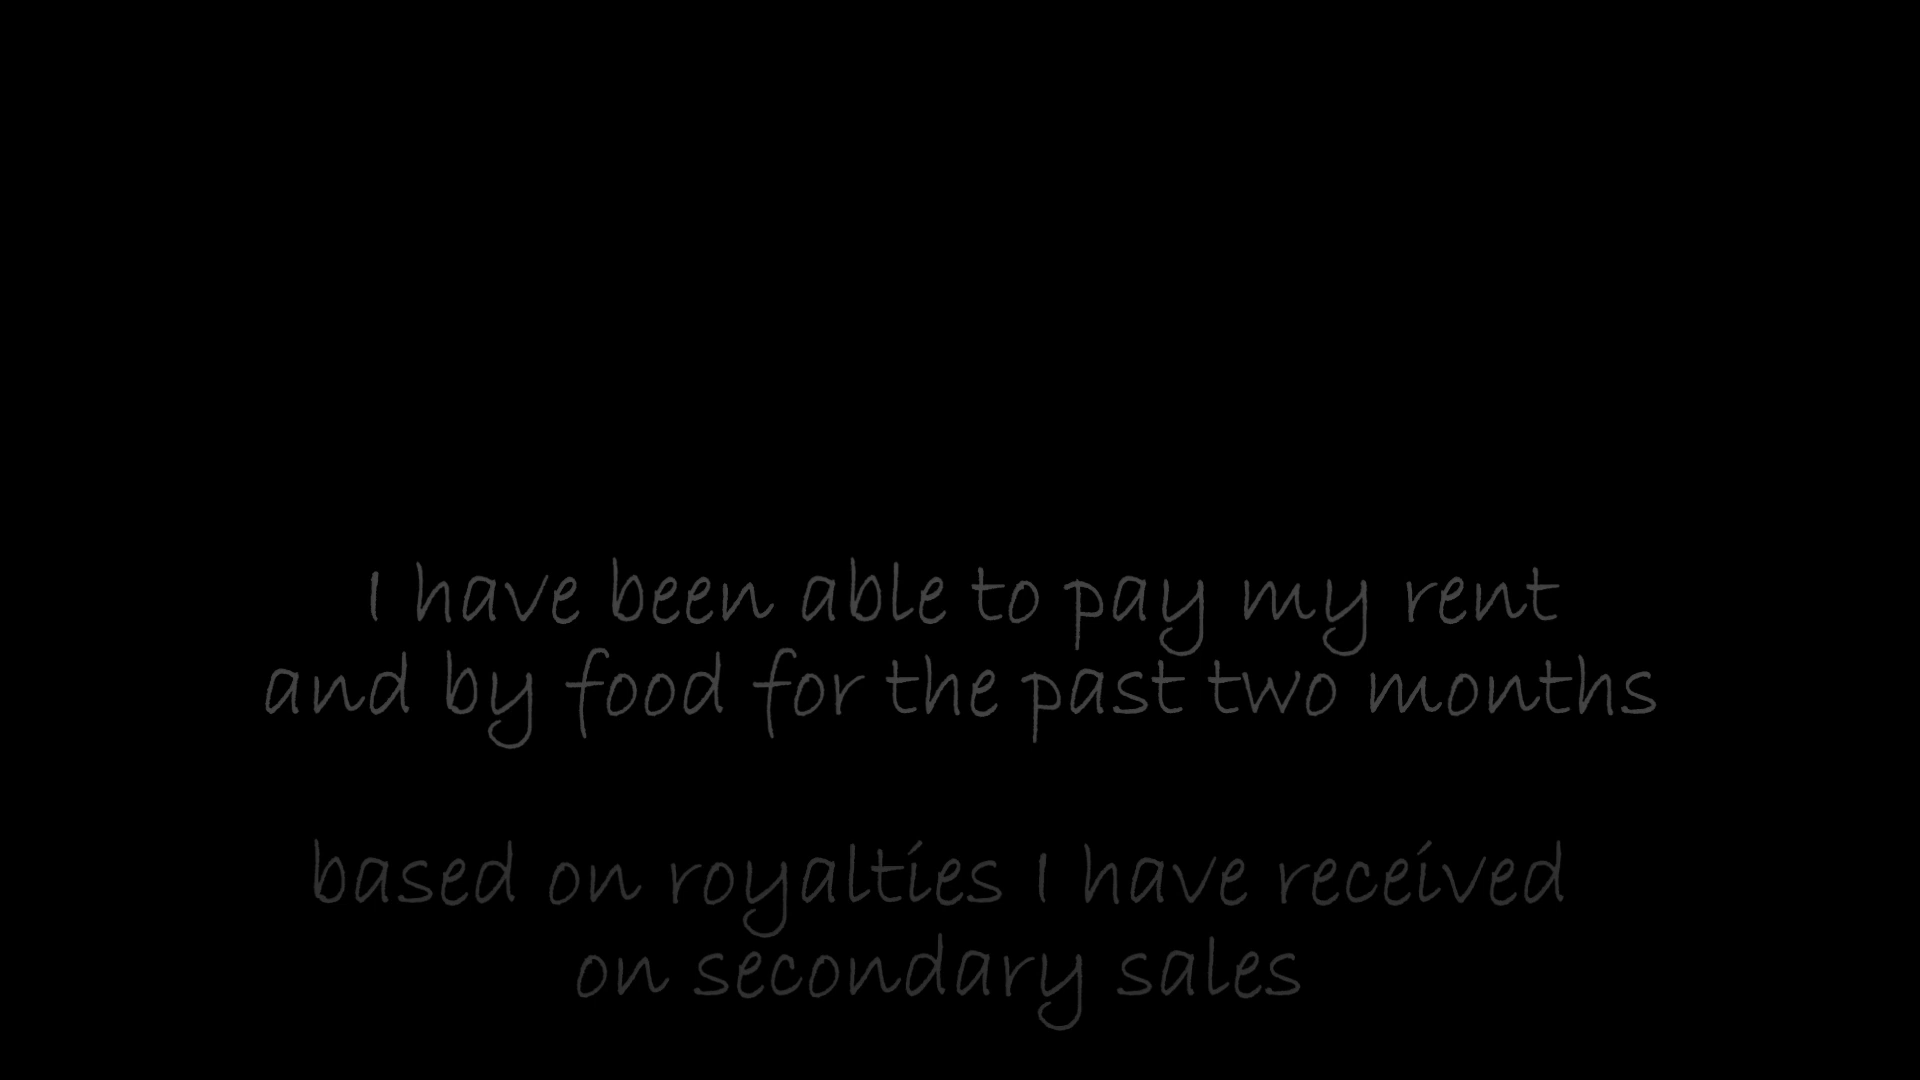 I have been able to pay my rent
and by food for the past two months
based on royalties I have received
on secondary sales